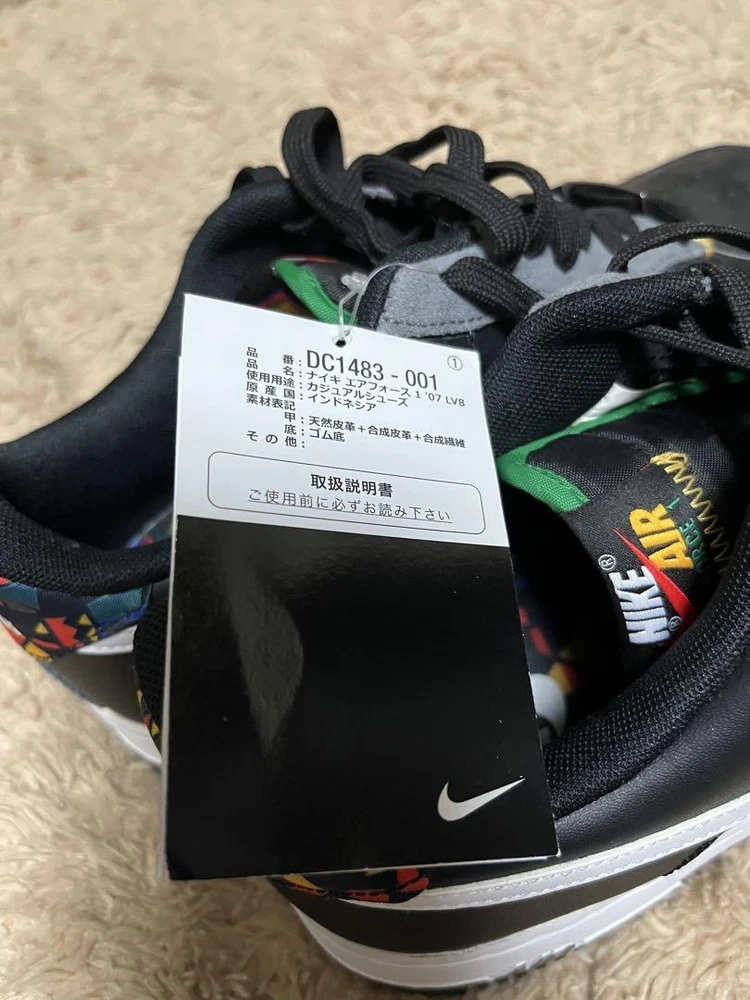 ①
品 番：DC1483 - 001
品 名：ナイキ エアフォース 1 '07 LV8
使用用途：カジュアルシューズ
原 産 国：インドネシア
素材表記
甲：天然皮革＋合成皮革＋合成繊維
底：ゴム底
そ の 他：
取扱説明書
ご使用前に必ずお読み下さい
NIKE®
AIR®
RCE 1